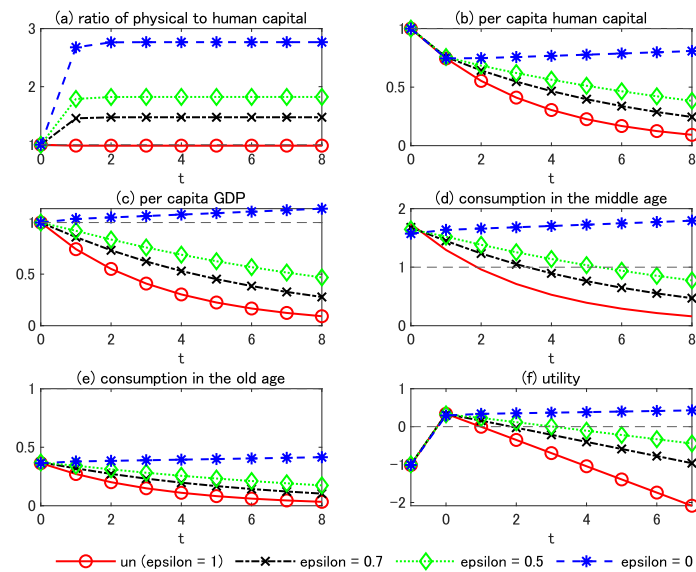 (a) ratio of physical to human capital
(b) per capita human capital
3
2
1
0 2 4 6 8
t
1
0.5
0
0 2 4 6 8
t
(c) per capita GDP
(d) consumption in the middle age
1
0.5
0
0 2 4 6 8
t
2
1
0
0 2 4 6 8
t
(e) consumption in the old age
(f) utility
1
0.5
0
0 2 4 6 8
t
1
0
−1
−2
0 2 4 6
t
un (epsilon = 1) epsilon = 0.7 epsilon = 0.5 epsilon = 0